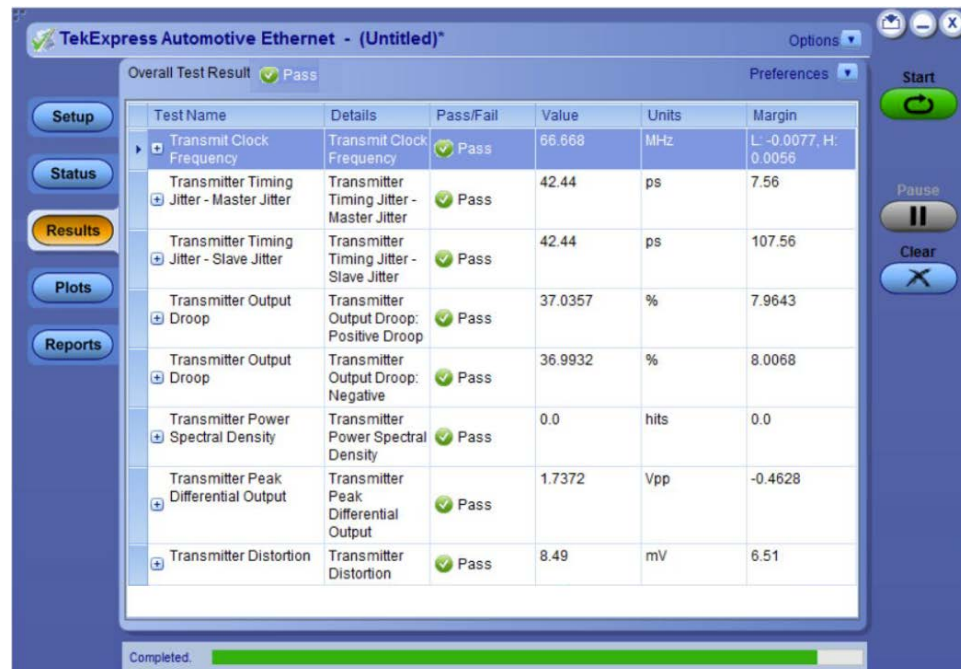 TekExpress Automotive Ethernet - (Untitled)*
Options
Overall Test Result Pass
Preferences
Start
Setup
Status
Results
Plots
Reports
Pause
Clear
Test Name Details Pass/Fail Value Units Margin
Transmit Clock Frequency Transmit Clock Frequency Pass 66.668 MHz L: -0.0077, H: 0.0056
Transmitter Timing Jitter - Master Jitter Transmitter Timing Jitter - Master Jitter Pass 42.44 ps 7.56
Transmitter Timing Jitter - Slave Jitter Transmitter Timing Jitter - Slave Jitter Pass 42.44 ps 107.56
Transmitter Output Droop Transmitter Output Droop: Positive Droop Pass 37.0357 % 7.9643
Transmitter Output Droop Transmitter Output Droop: Negative Pass 36.9932 % 8.0068
Transmitter Power Spectral Density Transmitter Power Spectral Density Pass 0.0 hits 0.0
Transmitter Peak Differential Output Transmitter Peak Differential Output Pass 1.7372 Vpp -0.4628
Transmitter Distortion Transmitter Distortion Pass 8.49 mV 6.51
Completed.